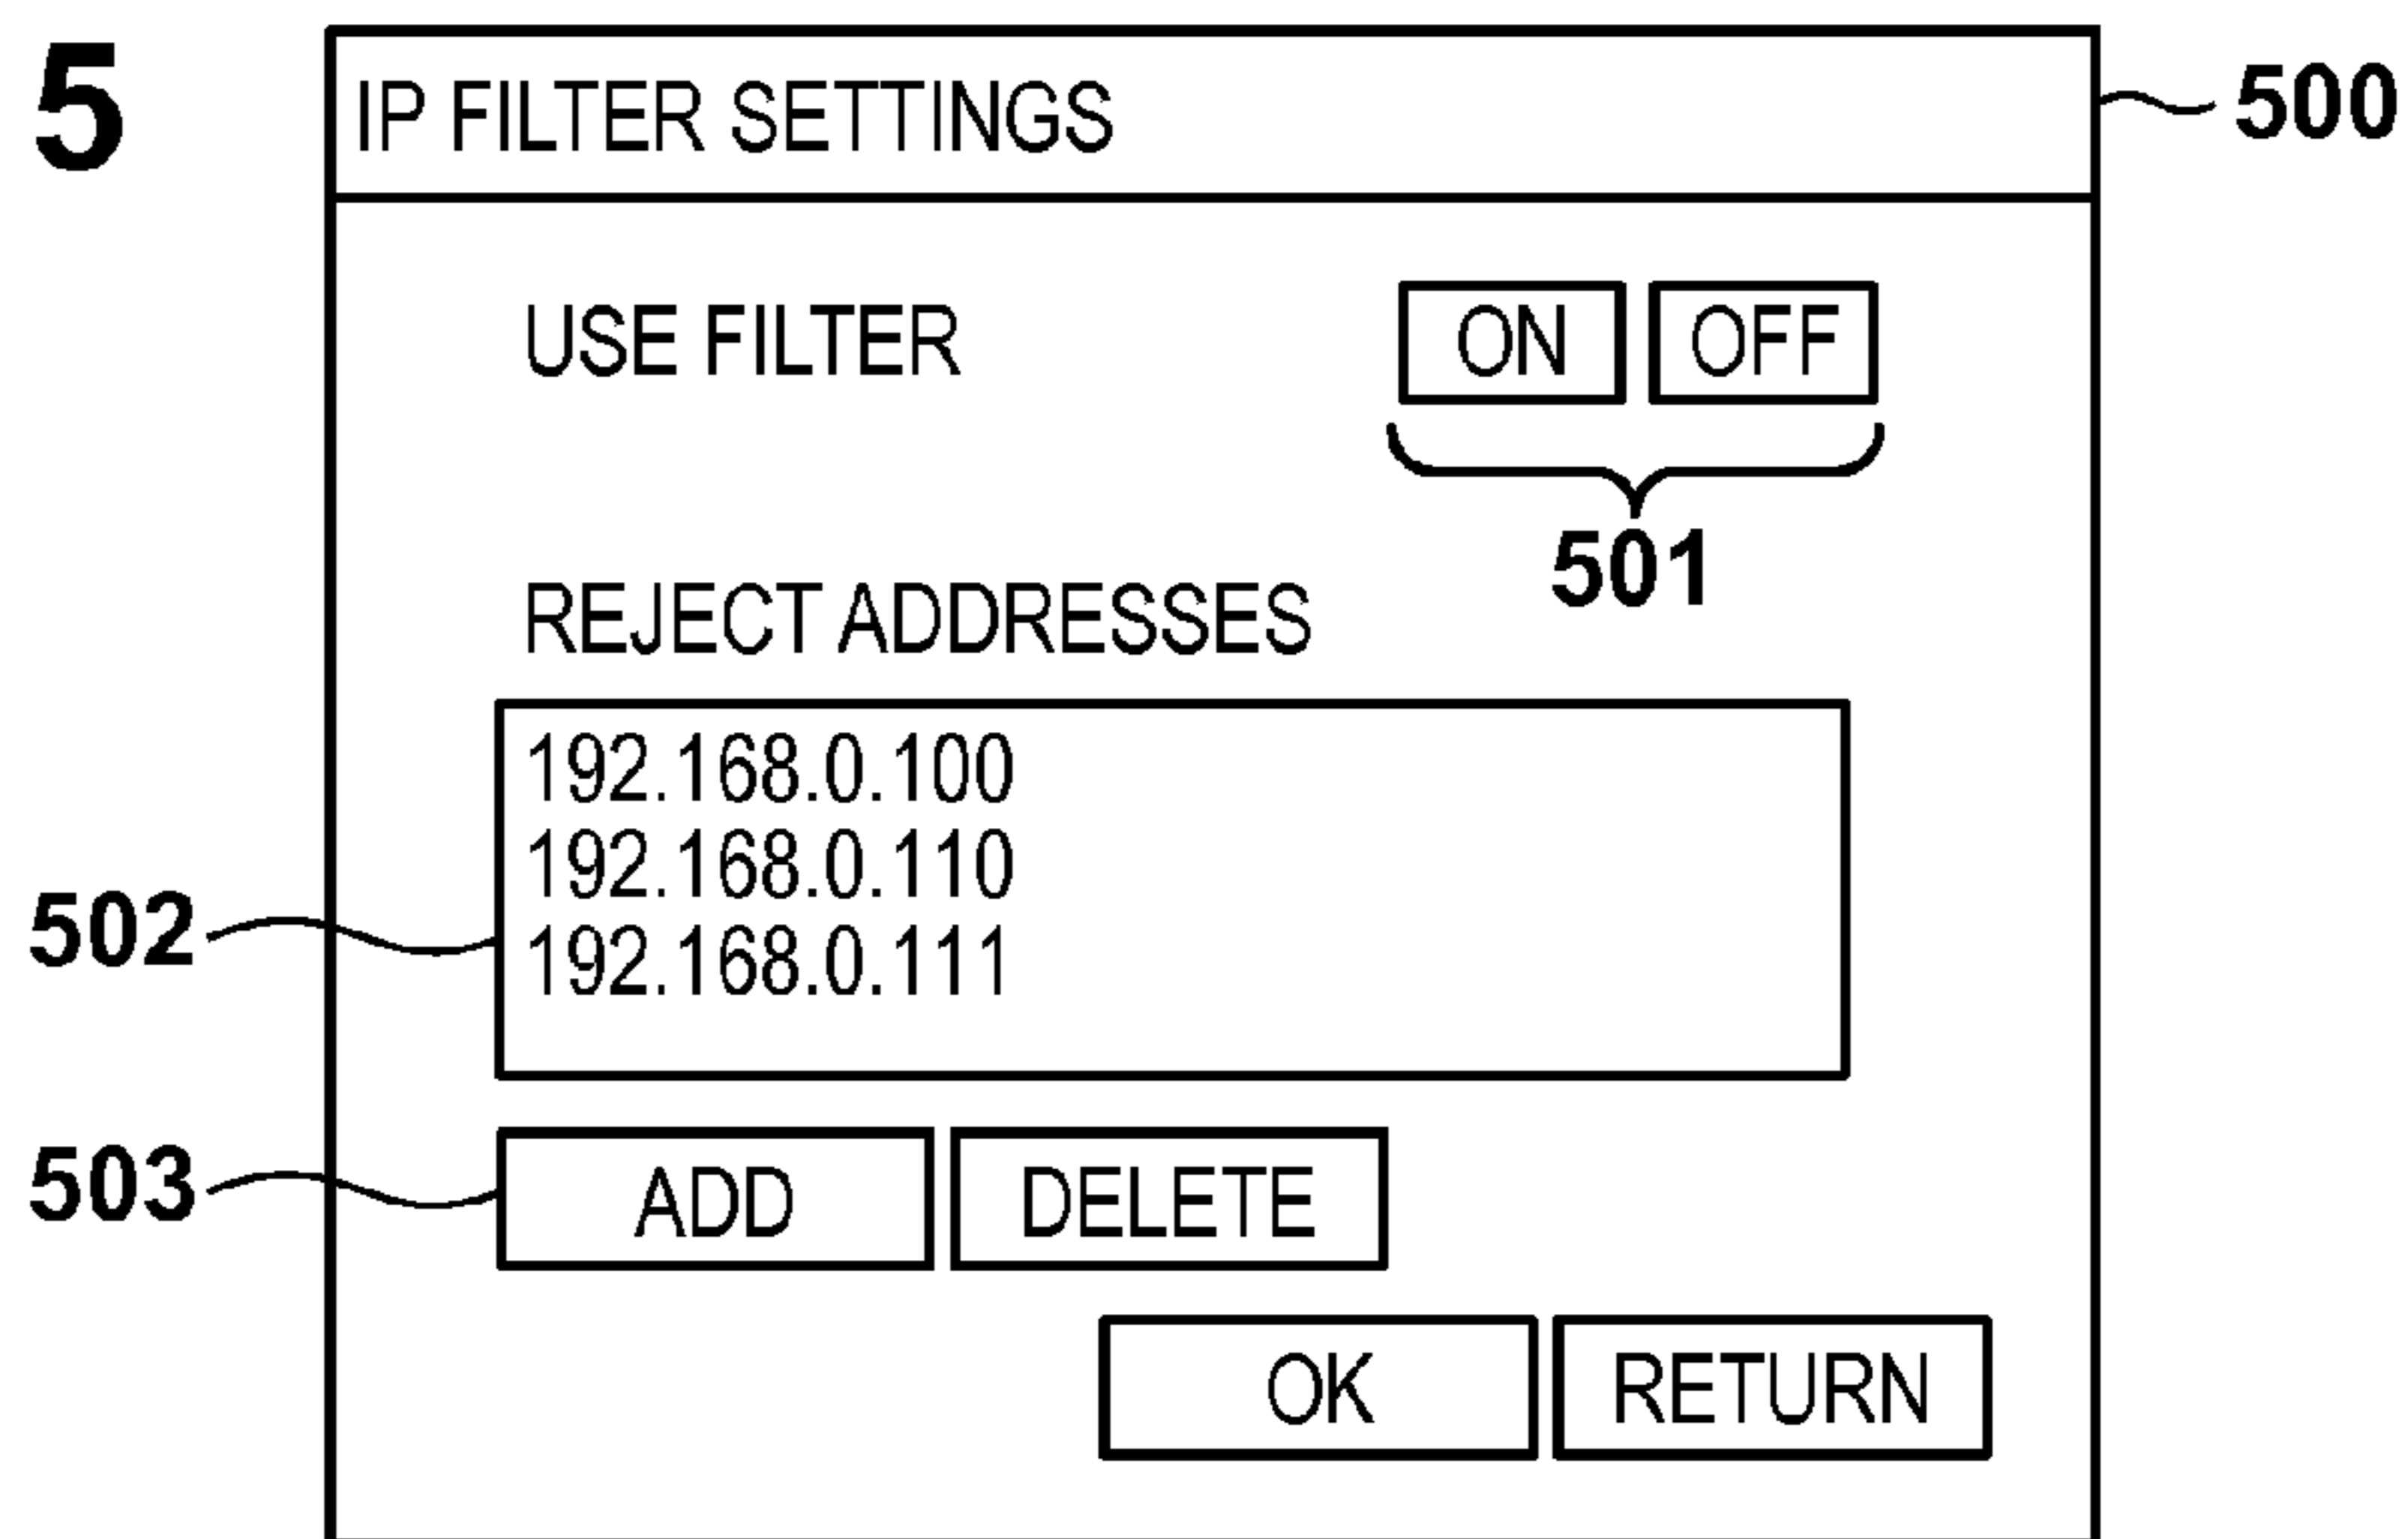 5
IP FILTER SETTINGS
500
USE FILTER
ON
OFF
501
REJECT ADDRESSES
192.168.0.100
192.168.0.110
192.168.0.111
502
503
ADD
DELETE
OK
RETURN